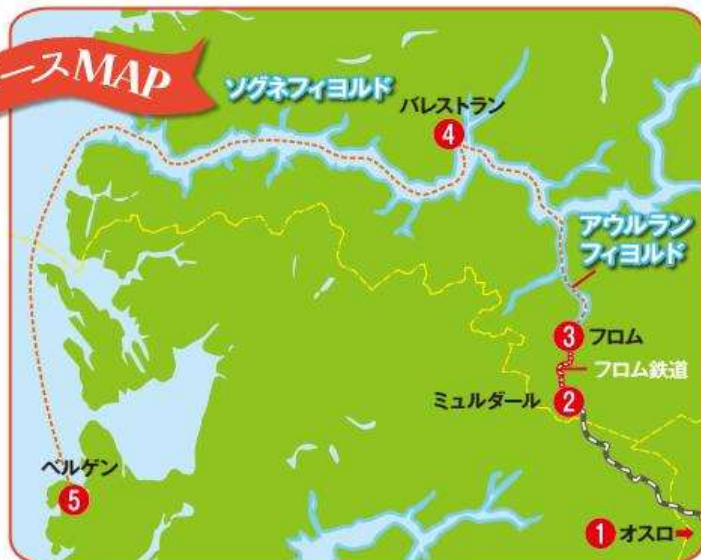 ースMAP
ソグネフィヨルド
バレストラン
4
アウルラン
フィヨルド
3 フロム
フロム鉄道
ミュルダール 2
ベルゲン
5
1 オスロ